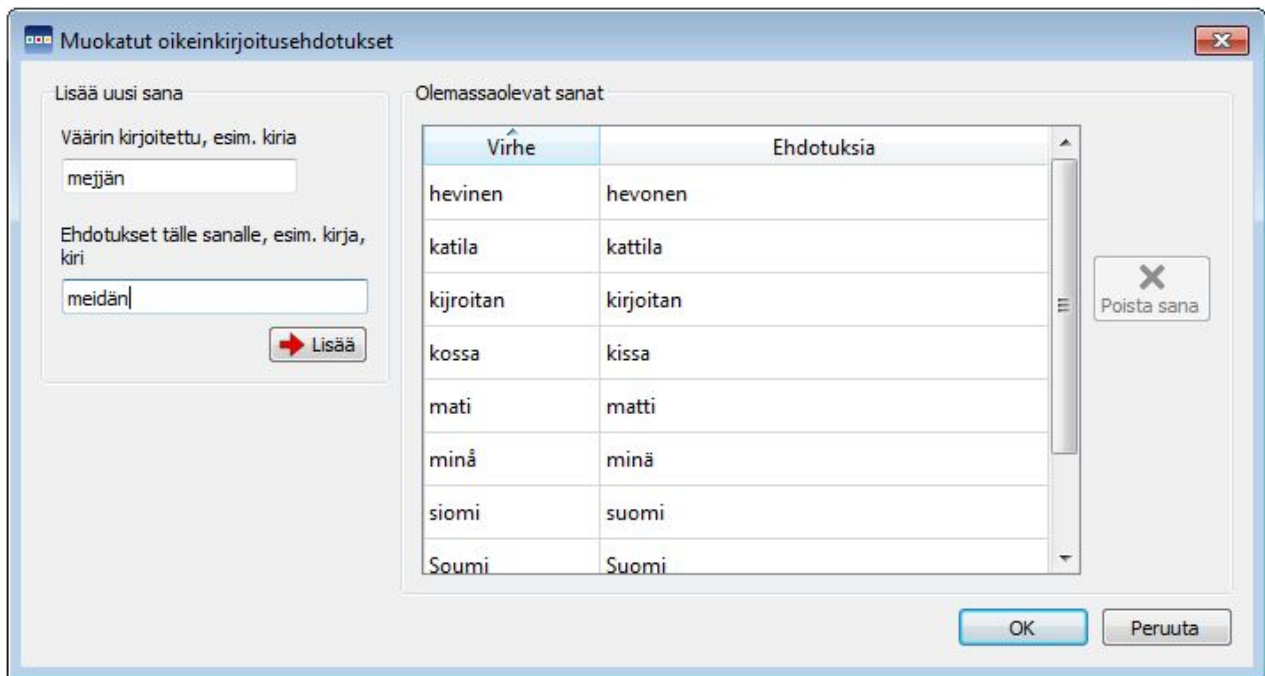 Muokatut oikeinkirjoitusehdotukset
Lisää uusi sana
Väärin kirjoitettu, esim. kiria
mejjän
Ehdotukset tälle sanalle, esim. kirja,
kiri
meidän
Lisää
Olemassaolevat sanat
Virhe Ehdotuksia
hevinen hevonen
katila kattila
kijroitan kirjoitan
kossa kissa
mati matti
minå minä
siomi suomi
Soumi Suomi
Poista sana
OK Peruuta